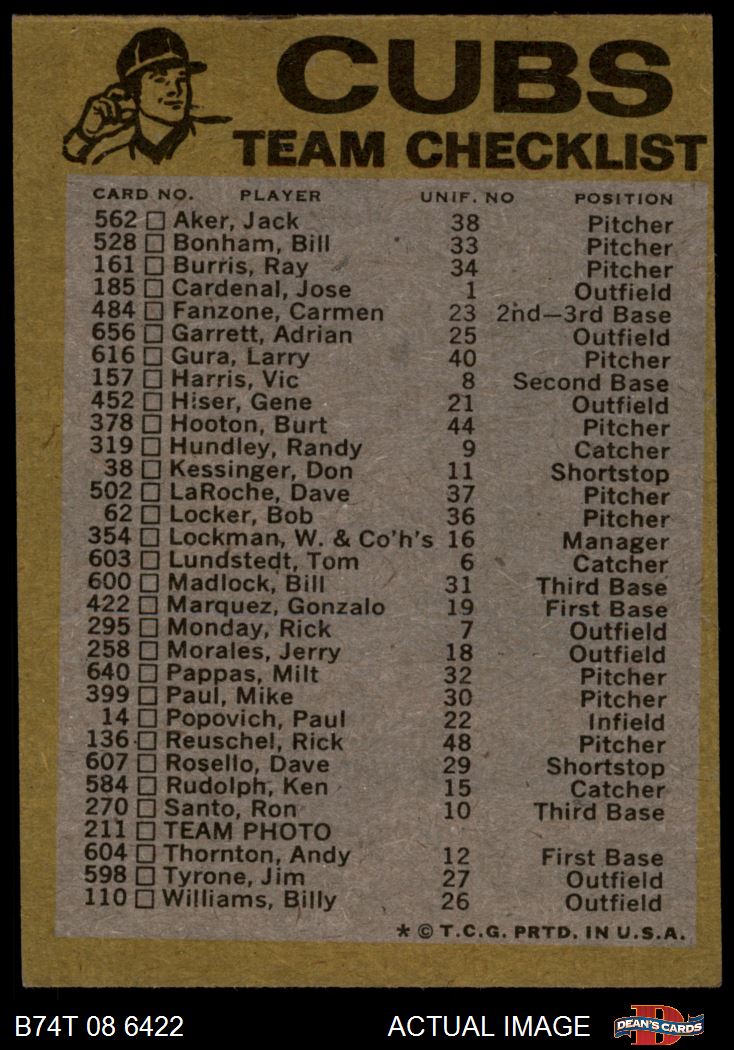 CUBS
TEAM CHECKLIST
CARD NO. PLAYER UNIF. NO POSITION
562 Aker, Jack 38 Pitcher
528 Bonham, Bill 33 Pitcher
161 Burris, Ray 34 Pitcher
185 Cardenal, Jose 1 Outfield
484 Fanzone, Carmen 23 2nd—3rd Base
656 Garrett, Adrian 25 Outfield
616 Gura, Larry 40 Pitcher
157 Harris, Vic 8 Second Base
452 Hiser, Gene 21 Outfield
378 Hooton, Burt 44 Pitcher
319 Hundley, Randy 9 Catcher
38 Kessinger, Don 11 Shortstop
502 LaRoche, Dave 37 Pitcher
62 Locker, Bob 36 Pitcher
354 Lockman, W. & Co'h's 16 Manager
603 Lundstedt, Tom 6 Catcher
600 Madlock, Bill 31 Third Base
422 Marquez, Gonzalo 19 First Base
295 Monday, Rick 7 Outfield
258 Morales, Jerry 18 Outfield
640 Pappas, Milt 32 Pitcher
399 Paul, Mike 30 Pitcher
14 Popovich, Paul 22 Infield
136 Reuschel, Rick 48 Pitcher
607 Rosello, Dave 29 Shortstop
584 Rudolph, Ken 15 Catcher
270 Santo, Ron 10 Third Base
211 TEAM PHOTO
604 Thornton, Andy 12 First Base
598 Tyrone, Jim 27 Outfield
110 Williams, Billy 26 Outfield
* © T.C.G. PRTD. IN U.S.A.
B74T 08 6422 ACTUAL IMAGE D DEAN'S CARDS